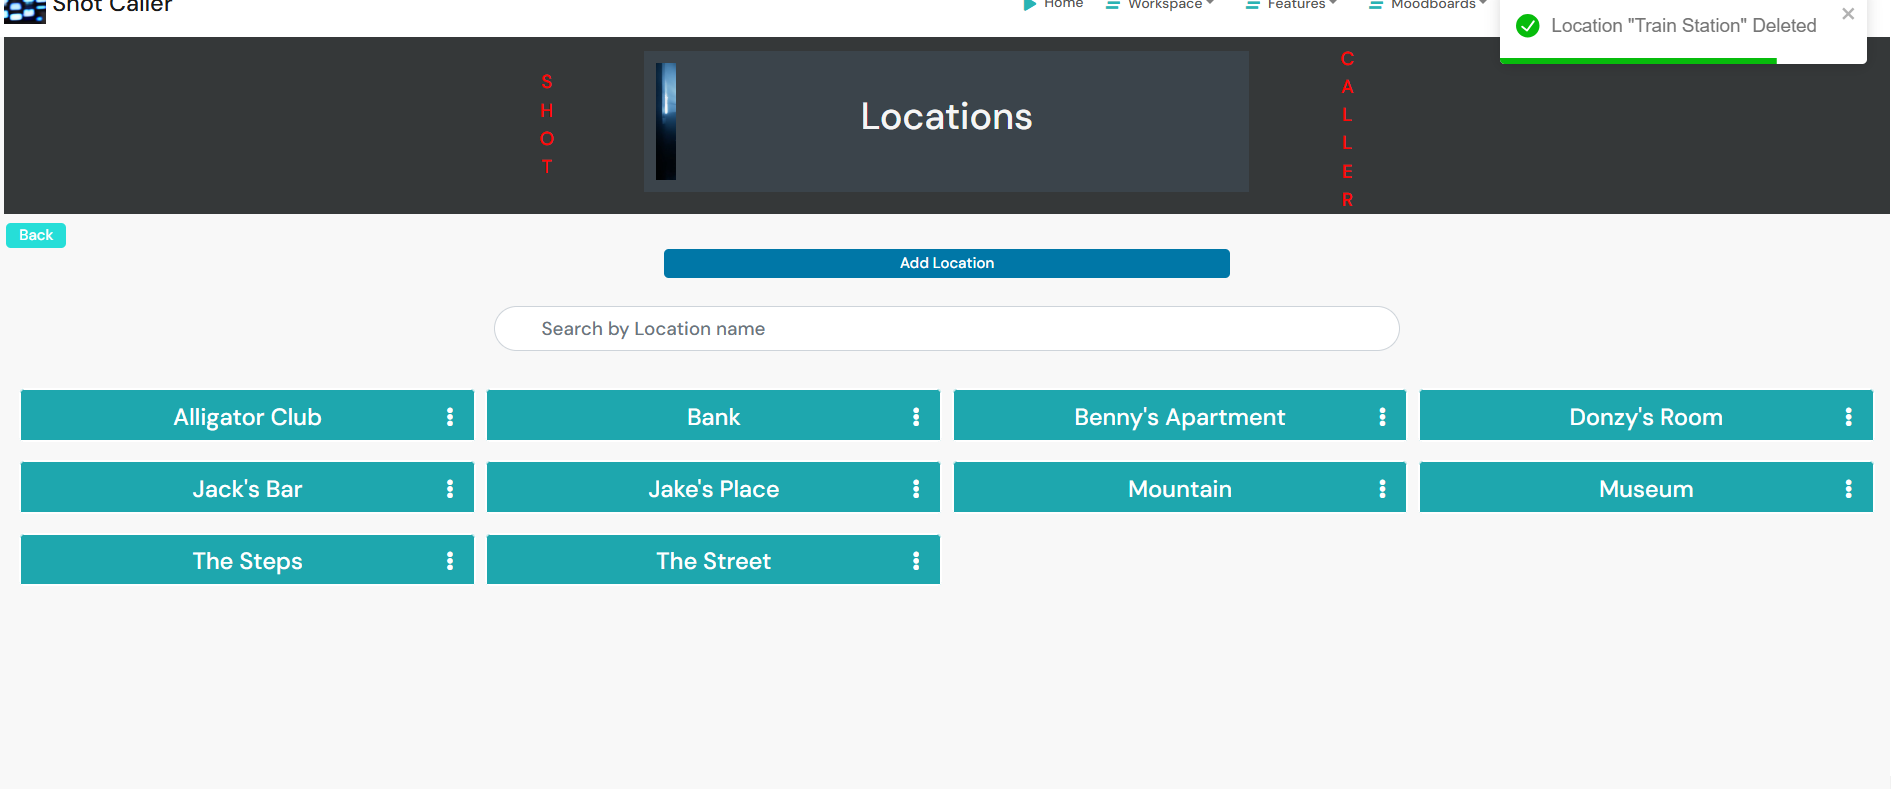 Shot Caller
Home Workspace Features Moodboards
Location "Train Station" Deleted
S
H
O
T
Locations
C
A
L
L
E
R
Back
Add Location
Search by Location name
Alligator Club
Bank
Benny's Apartment
Donzy's Room
Jack's Bar
Jake's Place
Mountain
Museum
The Steps
The Street